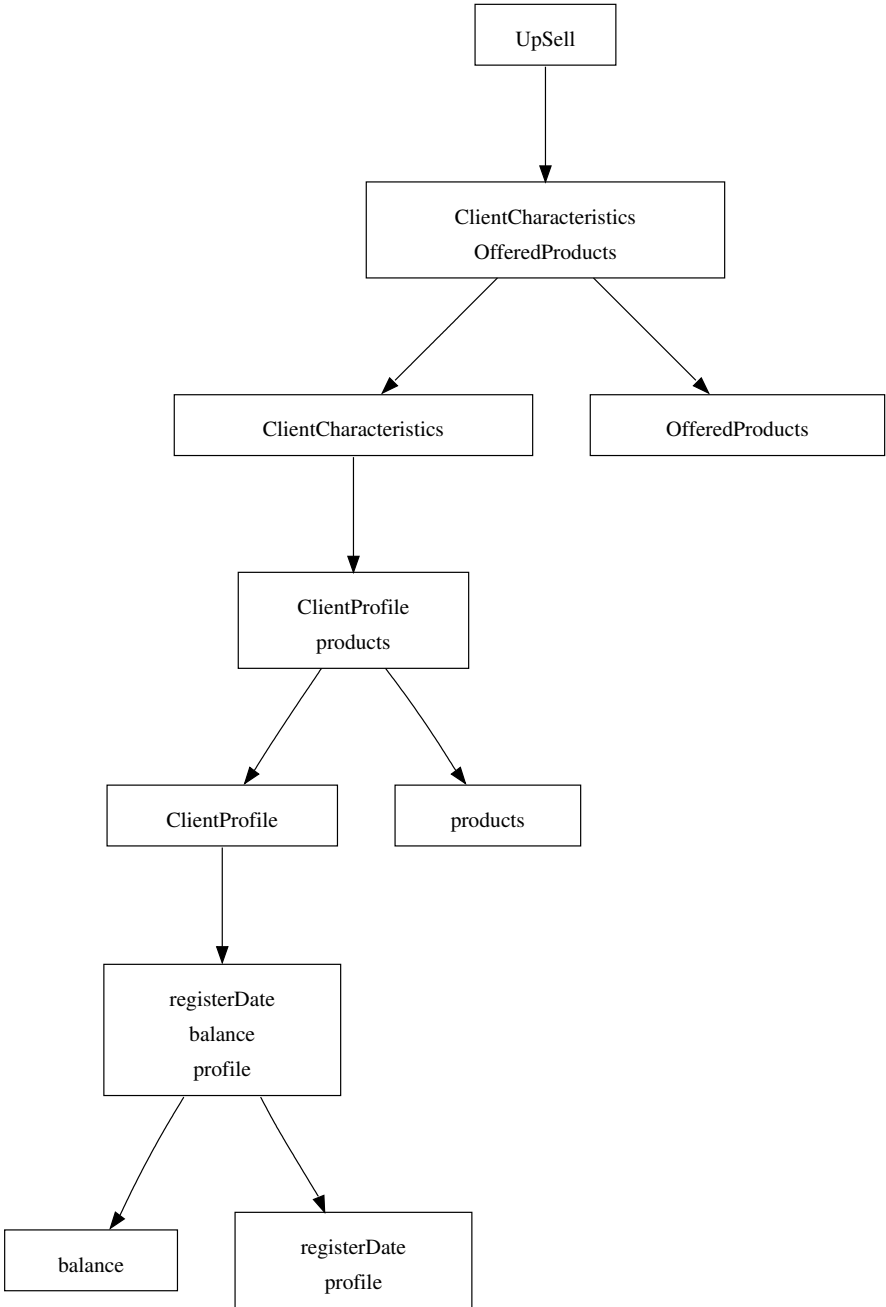 UpSell
ClientCharacteristics
OfferedProducts
ClientCharacteristics
OfferedProducts
ClientProfile
products
ClientProfile
products
registerDate
balance
profile
balance
registerDate
profile